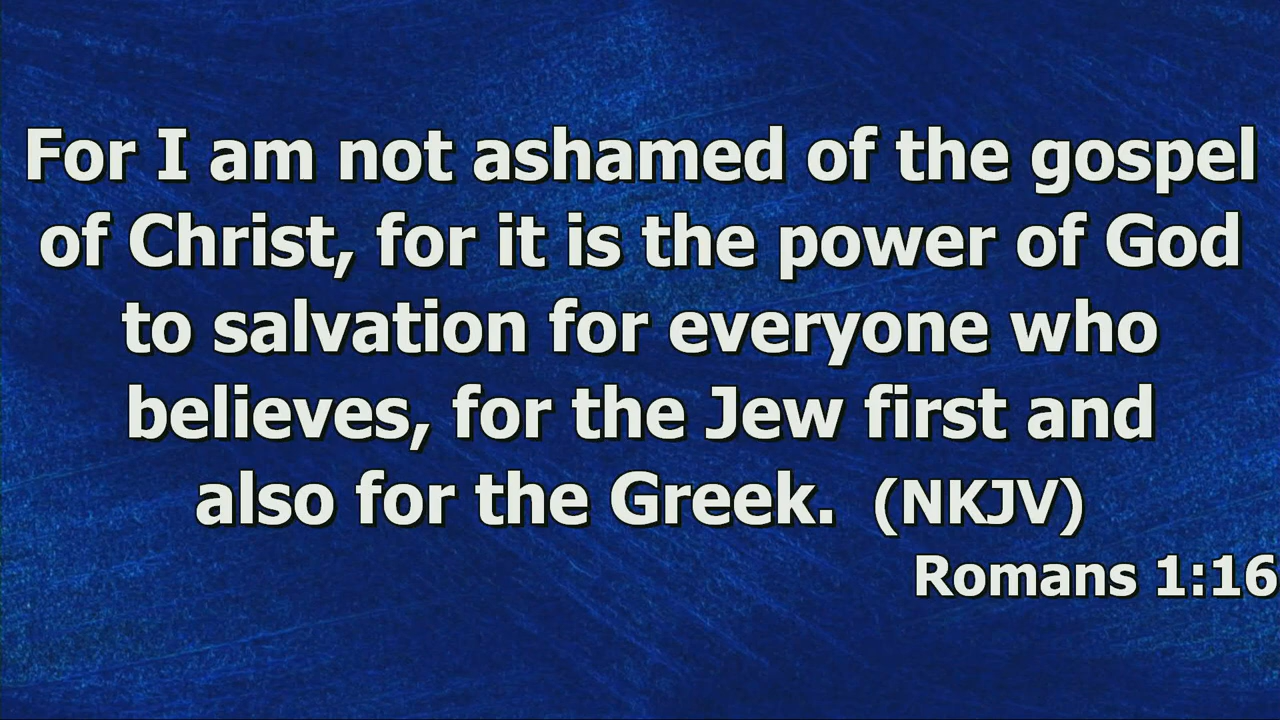 For I am not ashamed of the gospel
of Christ, for it is the power of God
to salvation for everyone who
believes, for the Jew first and
also for the Greek. (NKJV)
Romans 1:16